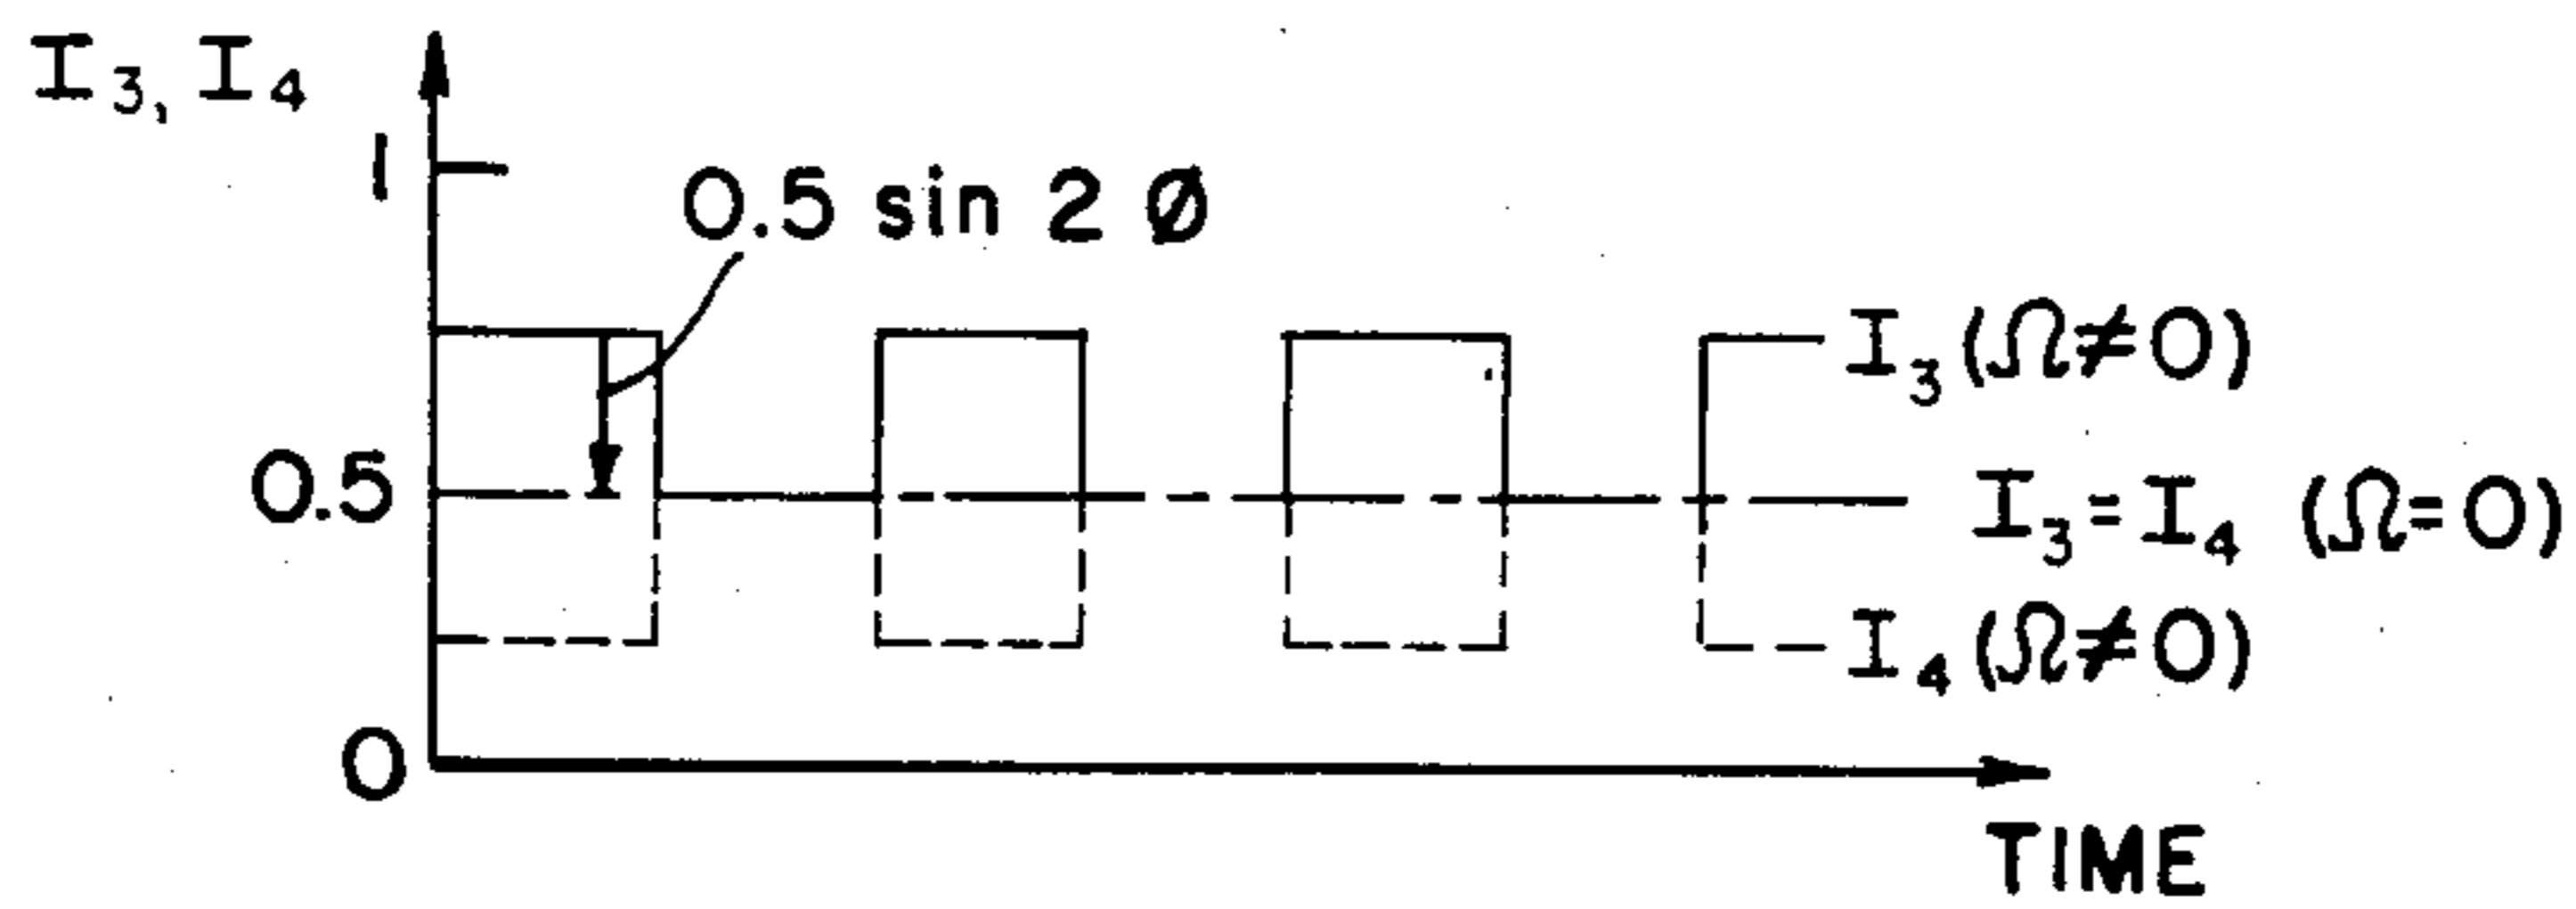 I₃, I₄
1
0.5 sin 2 Ø
I₃ (Ω≠0)
0.5
I₃ = I₄ (Ω=0)
I₄ (Ω≠0)
0
TIME